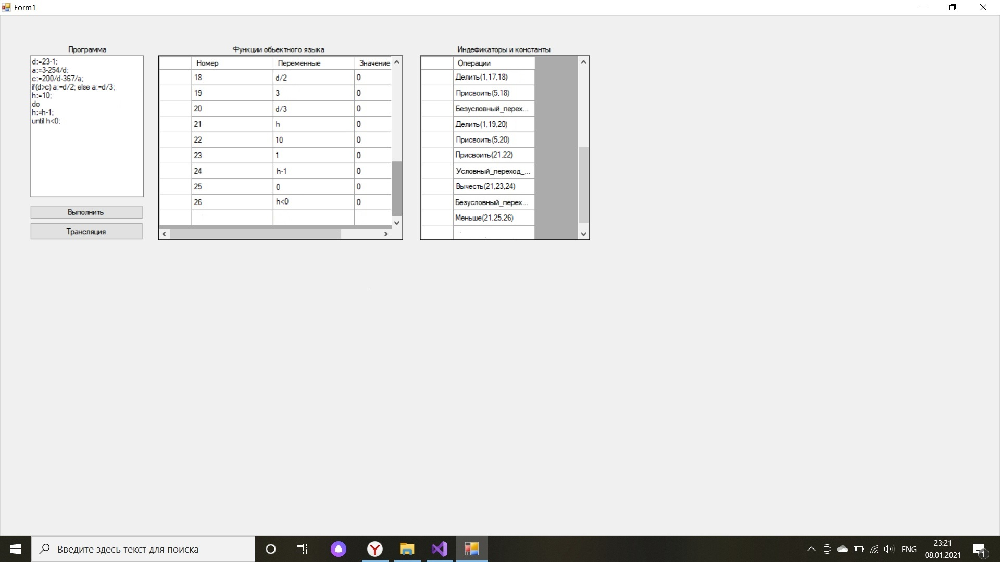 Form1
Программа
d:=23-1;
a:=3-254/d;
c:=200/d-367/a;
if(d>c) a:=d/2; else a:=d/3;
h:=10;
do
h:=h-1;
until h<0;
Выполнить
Трансляция
Функции обьектного языка
Номер Переменные Значение
18 d/2 0
19 3 0
20 d/3 0
21 h 0
22 10 0
23 1 0
24 h-1 0
25 0 0
26 h<0 0
Индефикаторы и константы
Операции
Делить(1,17,18)
Присвоить(5,18)
Безусловный_перех...
Делить(1,19,20)
Присвоить(5,20)
Присвоить(21,22)
Условный_переход_...
Вычесть(21,23,24)
Безусловный_перех...
Меньше(21,25,26)
Введите здесь текст для поиска
ENG
23:21
08.01.2021
1